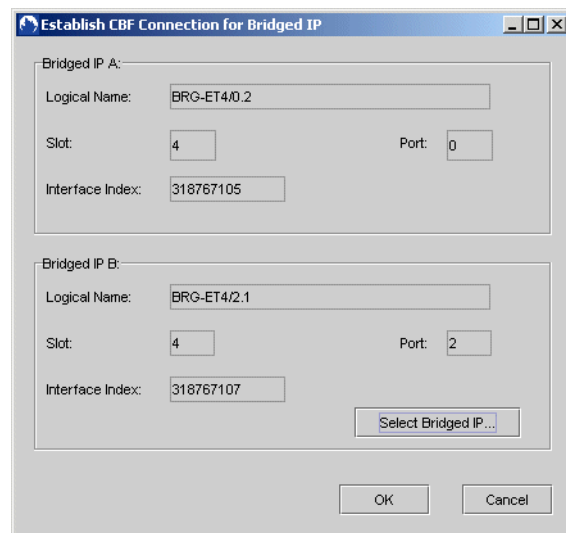 Establish CBF Connection for Bridged IP
Bridged IP A:
Logical Name: BRG-ET4/0.2
Slot: 4 Port: 0
Interface Index: 318767105
Bridged IP B:
Logical Name: BRG-ET4/2.1
Slot: 4 Port: 2
Interface Index: 318767107
Select Bridged IP...
OK Cancel